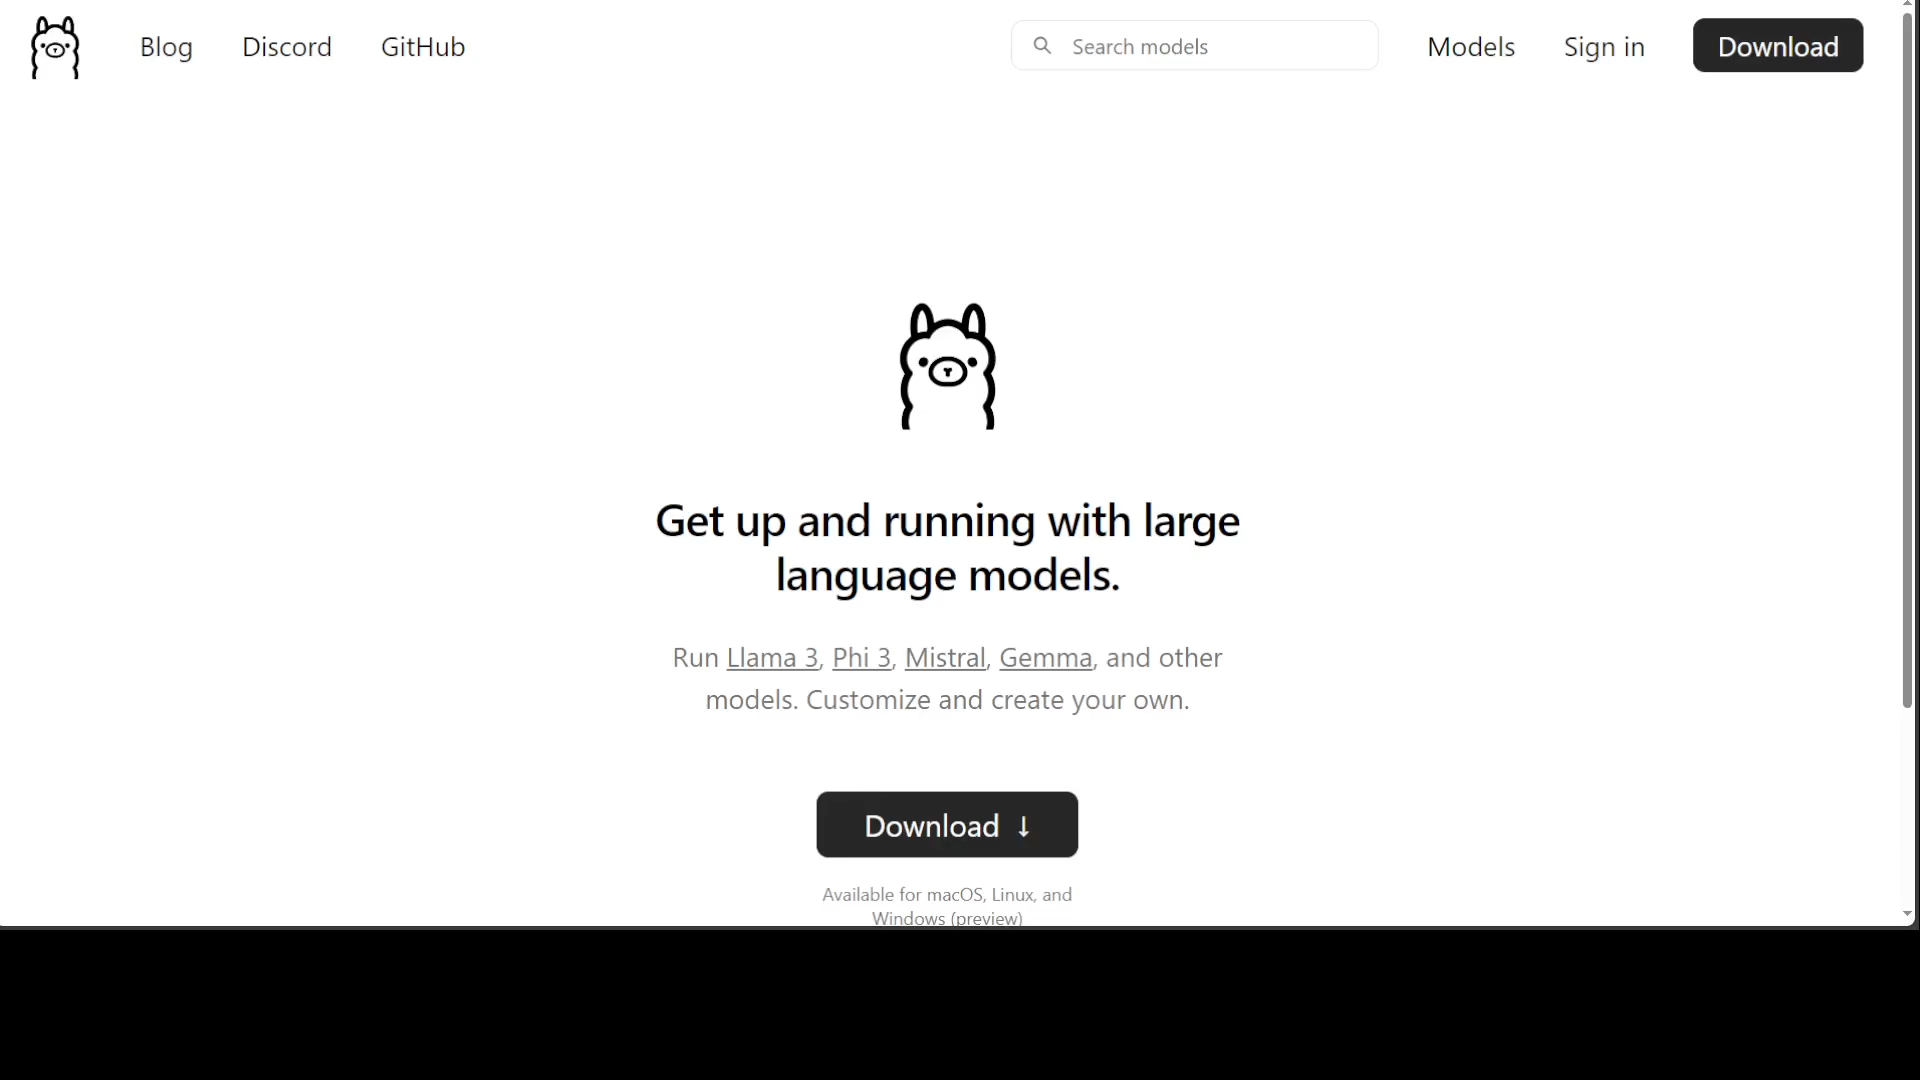 Blog Discord GitHub Search models Models Sign in Download
Get up and running with large
language models.
Run Llama 3, Phi 3, Mistral, Gemma, and other
models. Customize and create your own.
Download ↓
Available for macOS, Linux, and
Windows (preview)